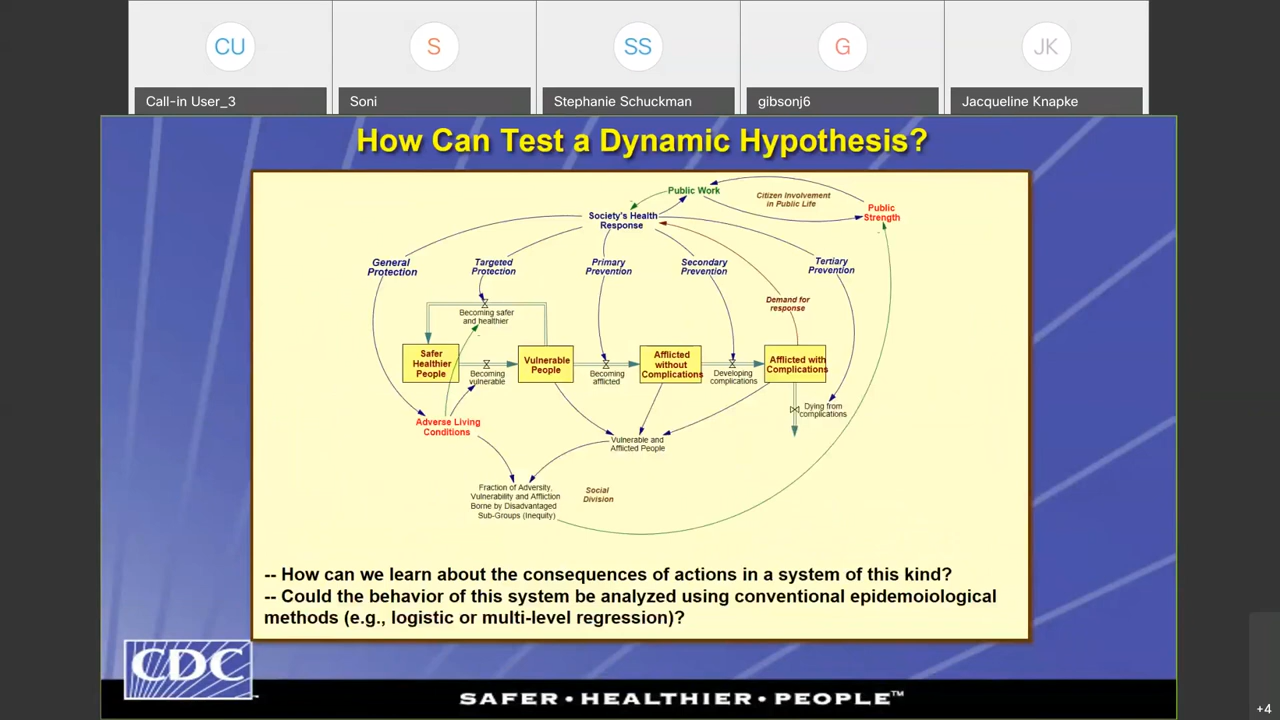 CU
S
SS
G
JK
Call-in User_3
Soni
Stephanie Schuckman
gibsonj6
Jacqueline Knapke
How Can Test a Dynamic Hypothesis?
Public Work
Citizen Involvement
in Public Life
Public
Strength
Society's Health
Response
General
Protection
Targeted
Protection
Primary
Prevention
Secondary
Prevention
Tertiary
Prevention
Becoming safer
and healthier
Demand for
response
Safer
Healthier
People
Becoming
vulnerable
Vulnerable
People
Becoming
afflicted
Afflicted
without
Complications
Developing
complications
Afflicted with
Complications
Dying from
complications
Adverse Living
Conditions
Vulnerable and
Afflicted People
Fraction of Adversity,
Vulnerability and Affliction
Borne by Disadvantaged
Sub-Groups (Inequity)
Social
Division
-- How can we learn about the consequences of actions in a system of this kind?
-- Could the behavior of this system be analyzed using conventional epidemoiological
methods (e.g., logistic or multi-level regression)?
CDC
SAFER • HEALTHIER • PEOPLE™
+4